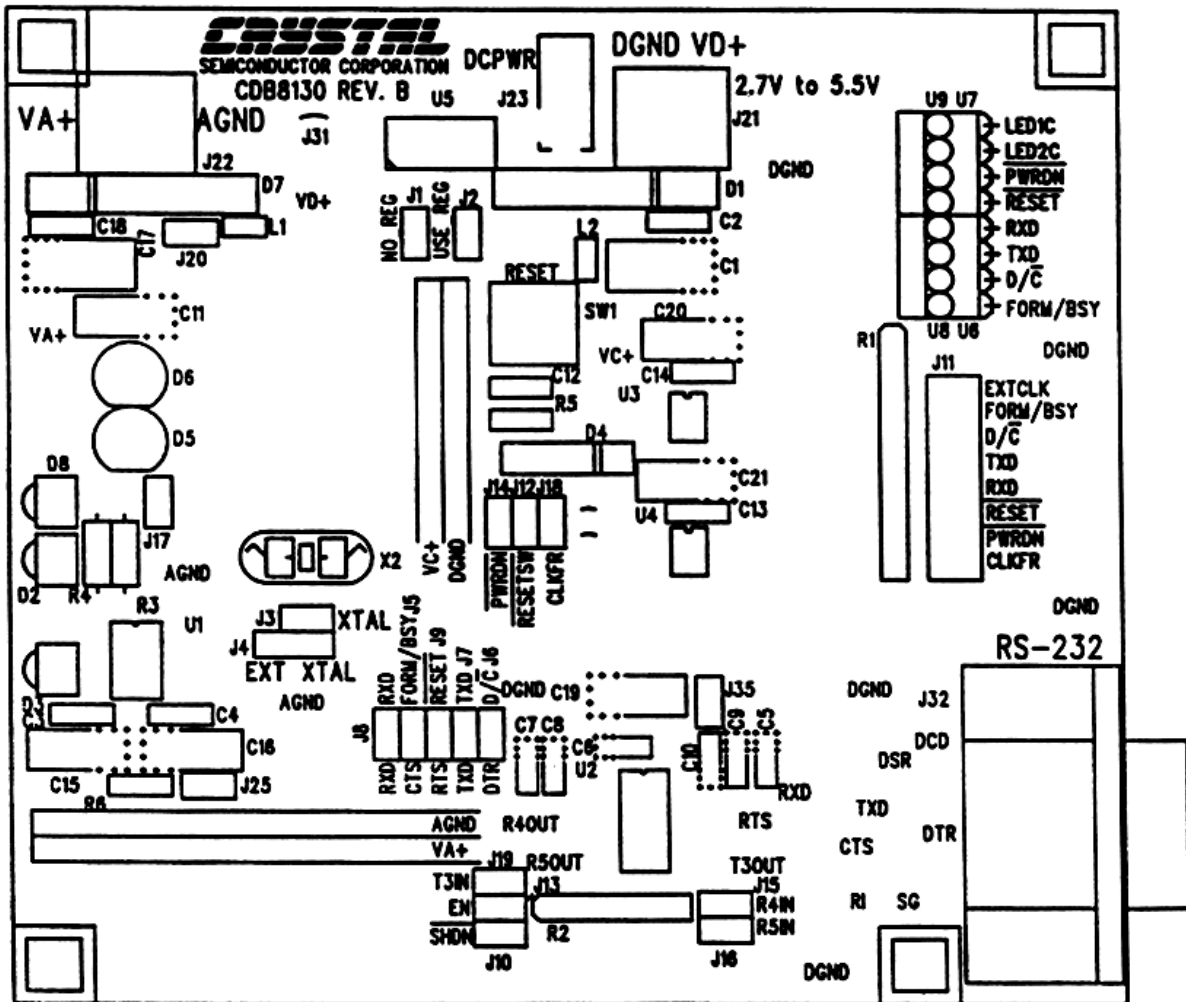 CRYSTAL
SEMICONDUCTOR CORPORATION
CDB8130 REV. B
DCPWR
DGND VD+
2.7V to 5.5V
VA+
AGND
J31
U5
J23
J21
J22
D7
VD+
DGND
U9 U7
LED1C
LED2C
PWRDN
RESET
RXD
TXD
D/C
FORM/BSY
U8 U6
C18
C17
J20
L1
NO REG
J1
USE REG
J2
D1
C2
L2
C1
RESET
SW1
C20
VC+
C11
VA+
D6
D5
C12
R5
C14
U3
D4
R1
J11
DGND
EXTCLK
FORM/BSY
D/C
TXD
RXD
RESET
PWRDN
CLKFR
D8
J17
D2
R4
AGND
X2
VC+
DGND
J14
J12
J18
PWRDN
RESETSW
CLKFR
C21
U4
C13
DGND
R3
U1
J3
XTAL
J4
EXT XTAL
AGND
D3
C4
C15
C16
R6
J25
RXD
FORM/BSY
J5
RESET
J9
TXD
J7
D/C
J6
J8
RXD
CTS
RTS
TXD
DTR
DGND
C19
C7
C8
C6
U2
J35
C10
C9
C5
RXD
RTS
RS-232
DGND
J32
DCD
DSR
TXD
DTR
CTS
RI
SG
AGND
VA+
R4OUT
J19
R5OUT
T3IN
J13
EN
SHDN
J10
R2
T3OUT
J15
R4IN
R5IN
J16
DGND